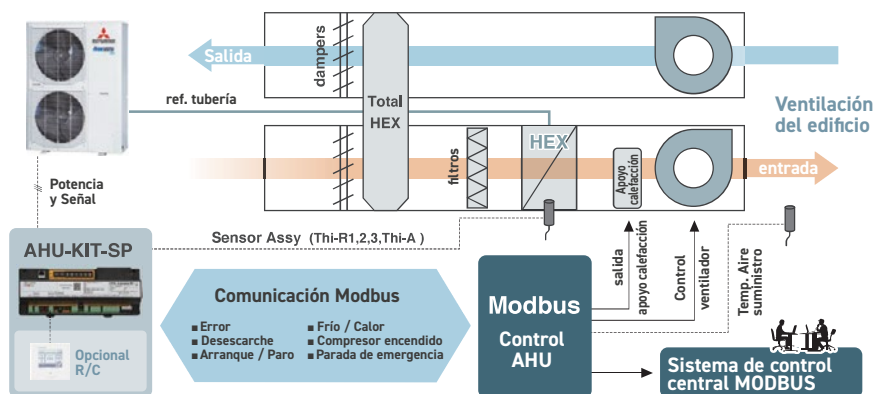 Salida
dampers
ref. tubería
Total
HEX
Ventilación
del edificio
filtros
HEX
Apoyo
calefacción
entrada
Potencia
y Señal
Sensor Assy (Thi-R1,2,3,Thi-A )
AHU-KIT-SP
Opcional
R/C
Comunicación Modbus
■ Error
■ Desescarche
■ Arranque / Paro
■ Frío / Calor
■ Compresor encendido
■ Parada de emergencia
salida
apoyo calefacción
Control
ventilador
Temp. Aire
suministro
Modbus
Control
AHU
Sistema de control
central MODBUS